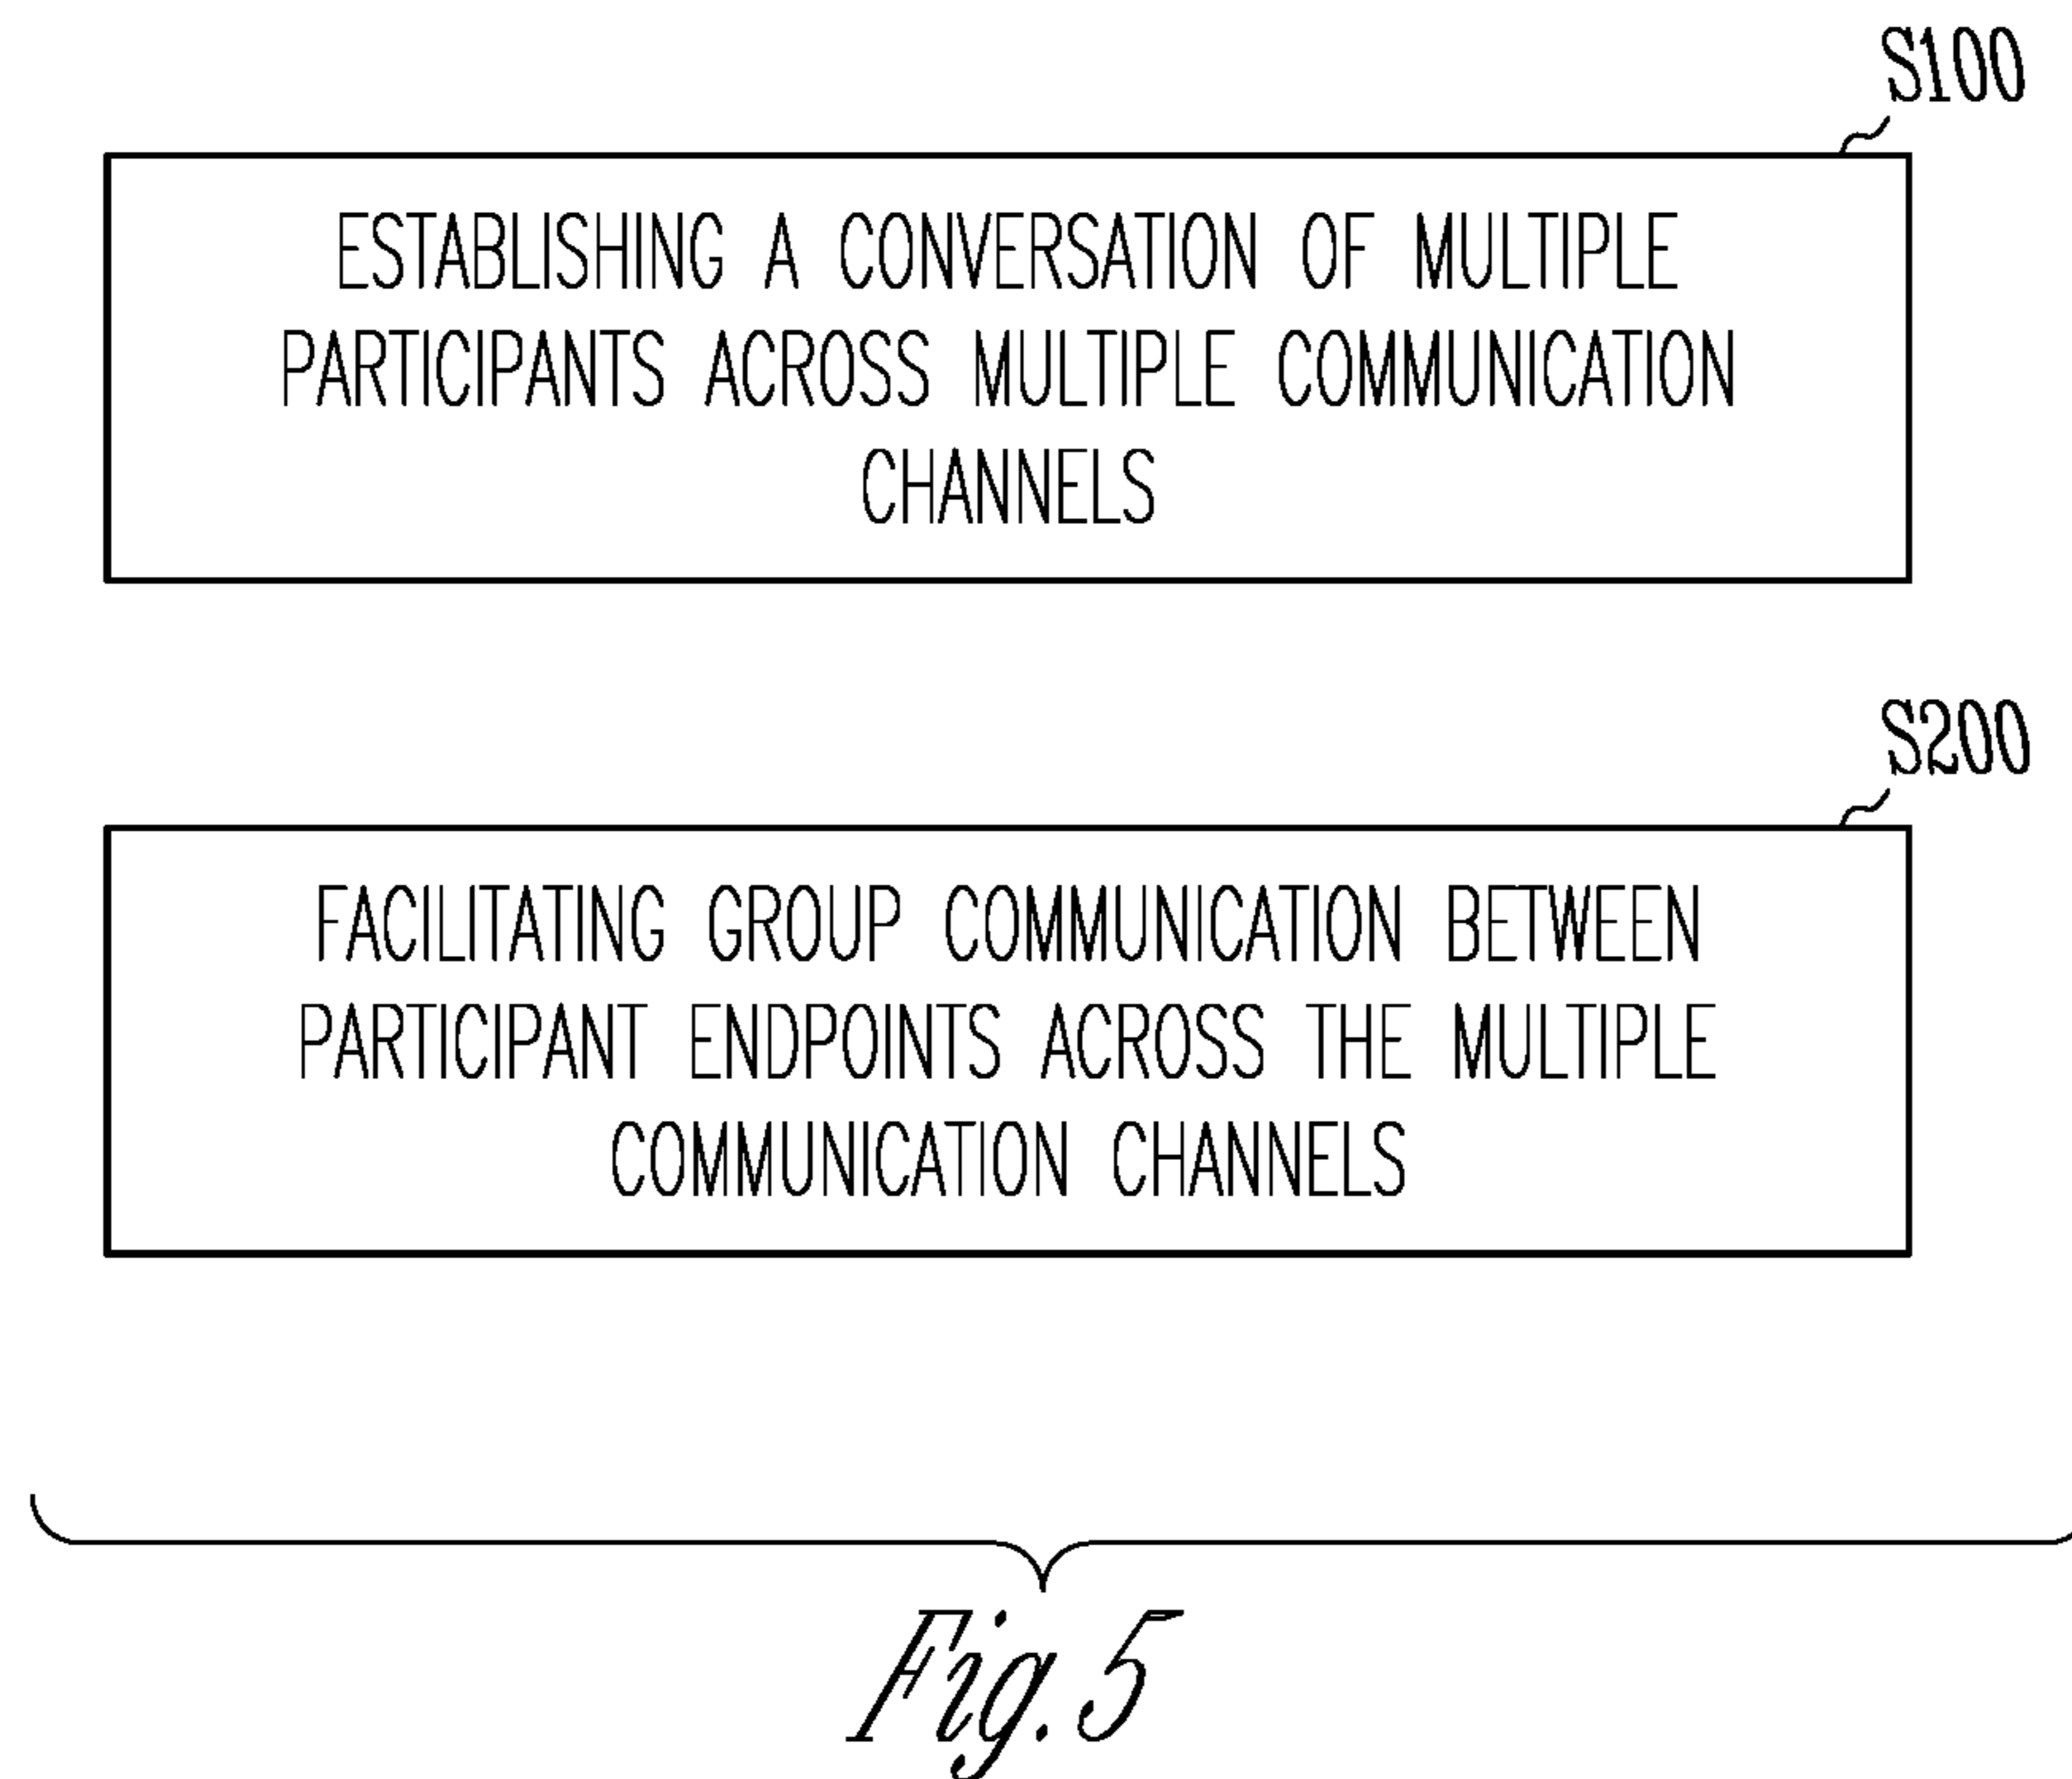 S100
ESTABLISHING A CONVERSATION OF MULTIPLE
PARTICIPANTS ACROSS MULTIPLE COMMUNICATION
CHANNELS
S200
FACILITATING GROUP COMMUNICATION BETWEEN
PARTICIPANT ENDPOINTS ACROSS THE MULTIPLE
COMMUNICATION CHANNELS
Fig. 5